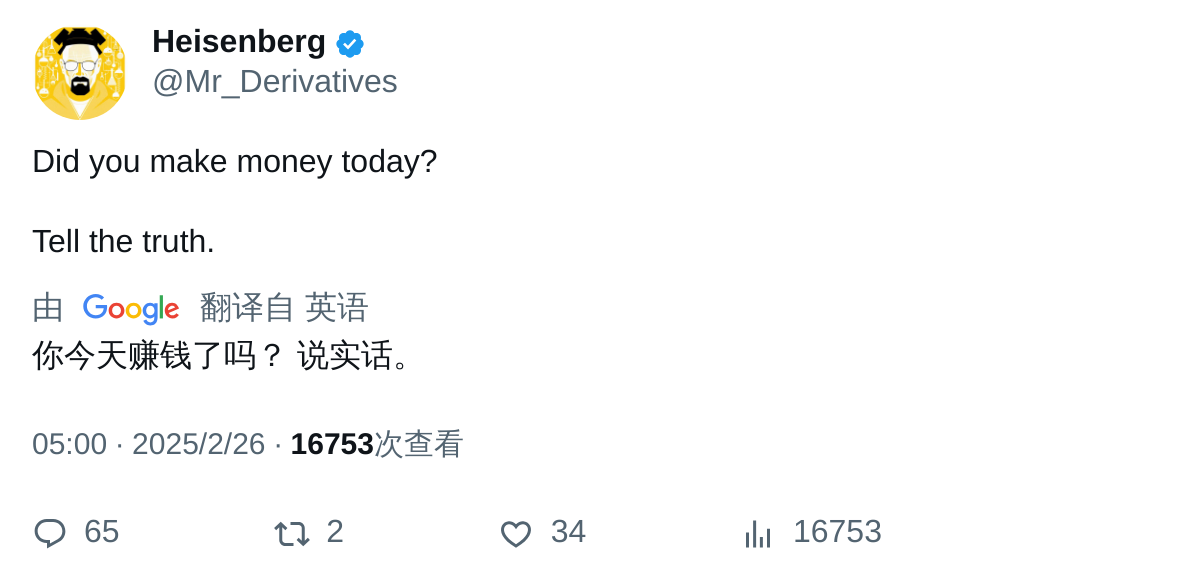 Heisenberg
@Mr_Derivatives
Did you make money today?
Tell the truth.
由 Google 翻译自 英语
你今天赚钱了吗？ 说实话。
05:00 · 2025/2/26 · 16753次查看
65 2 34 16753